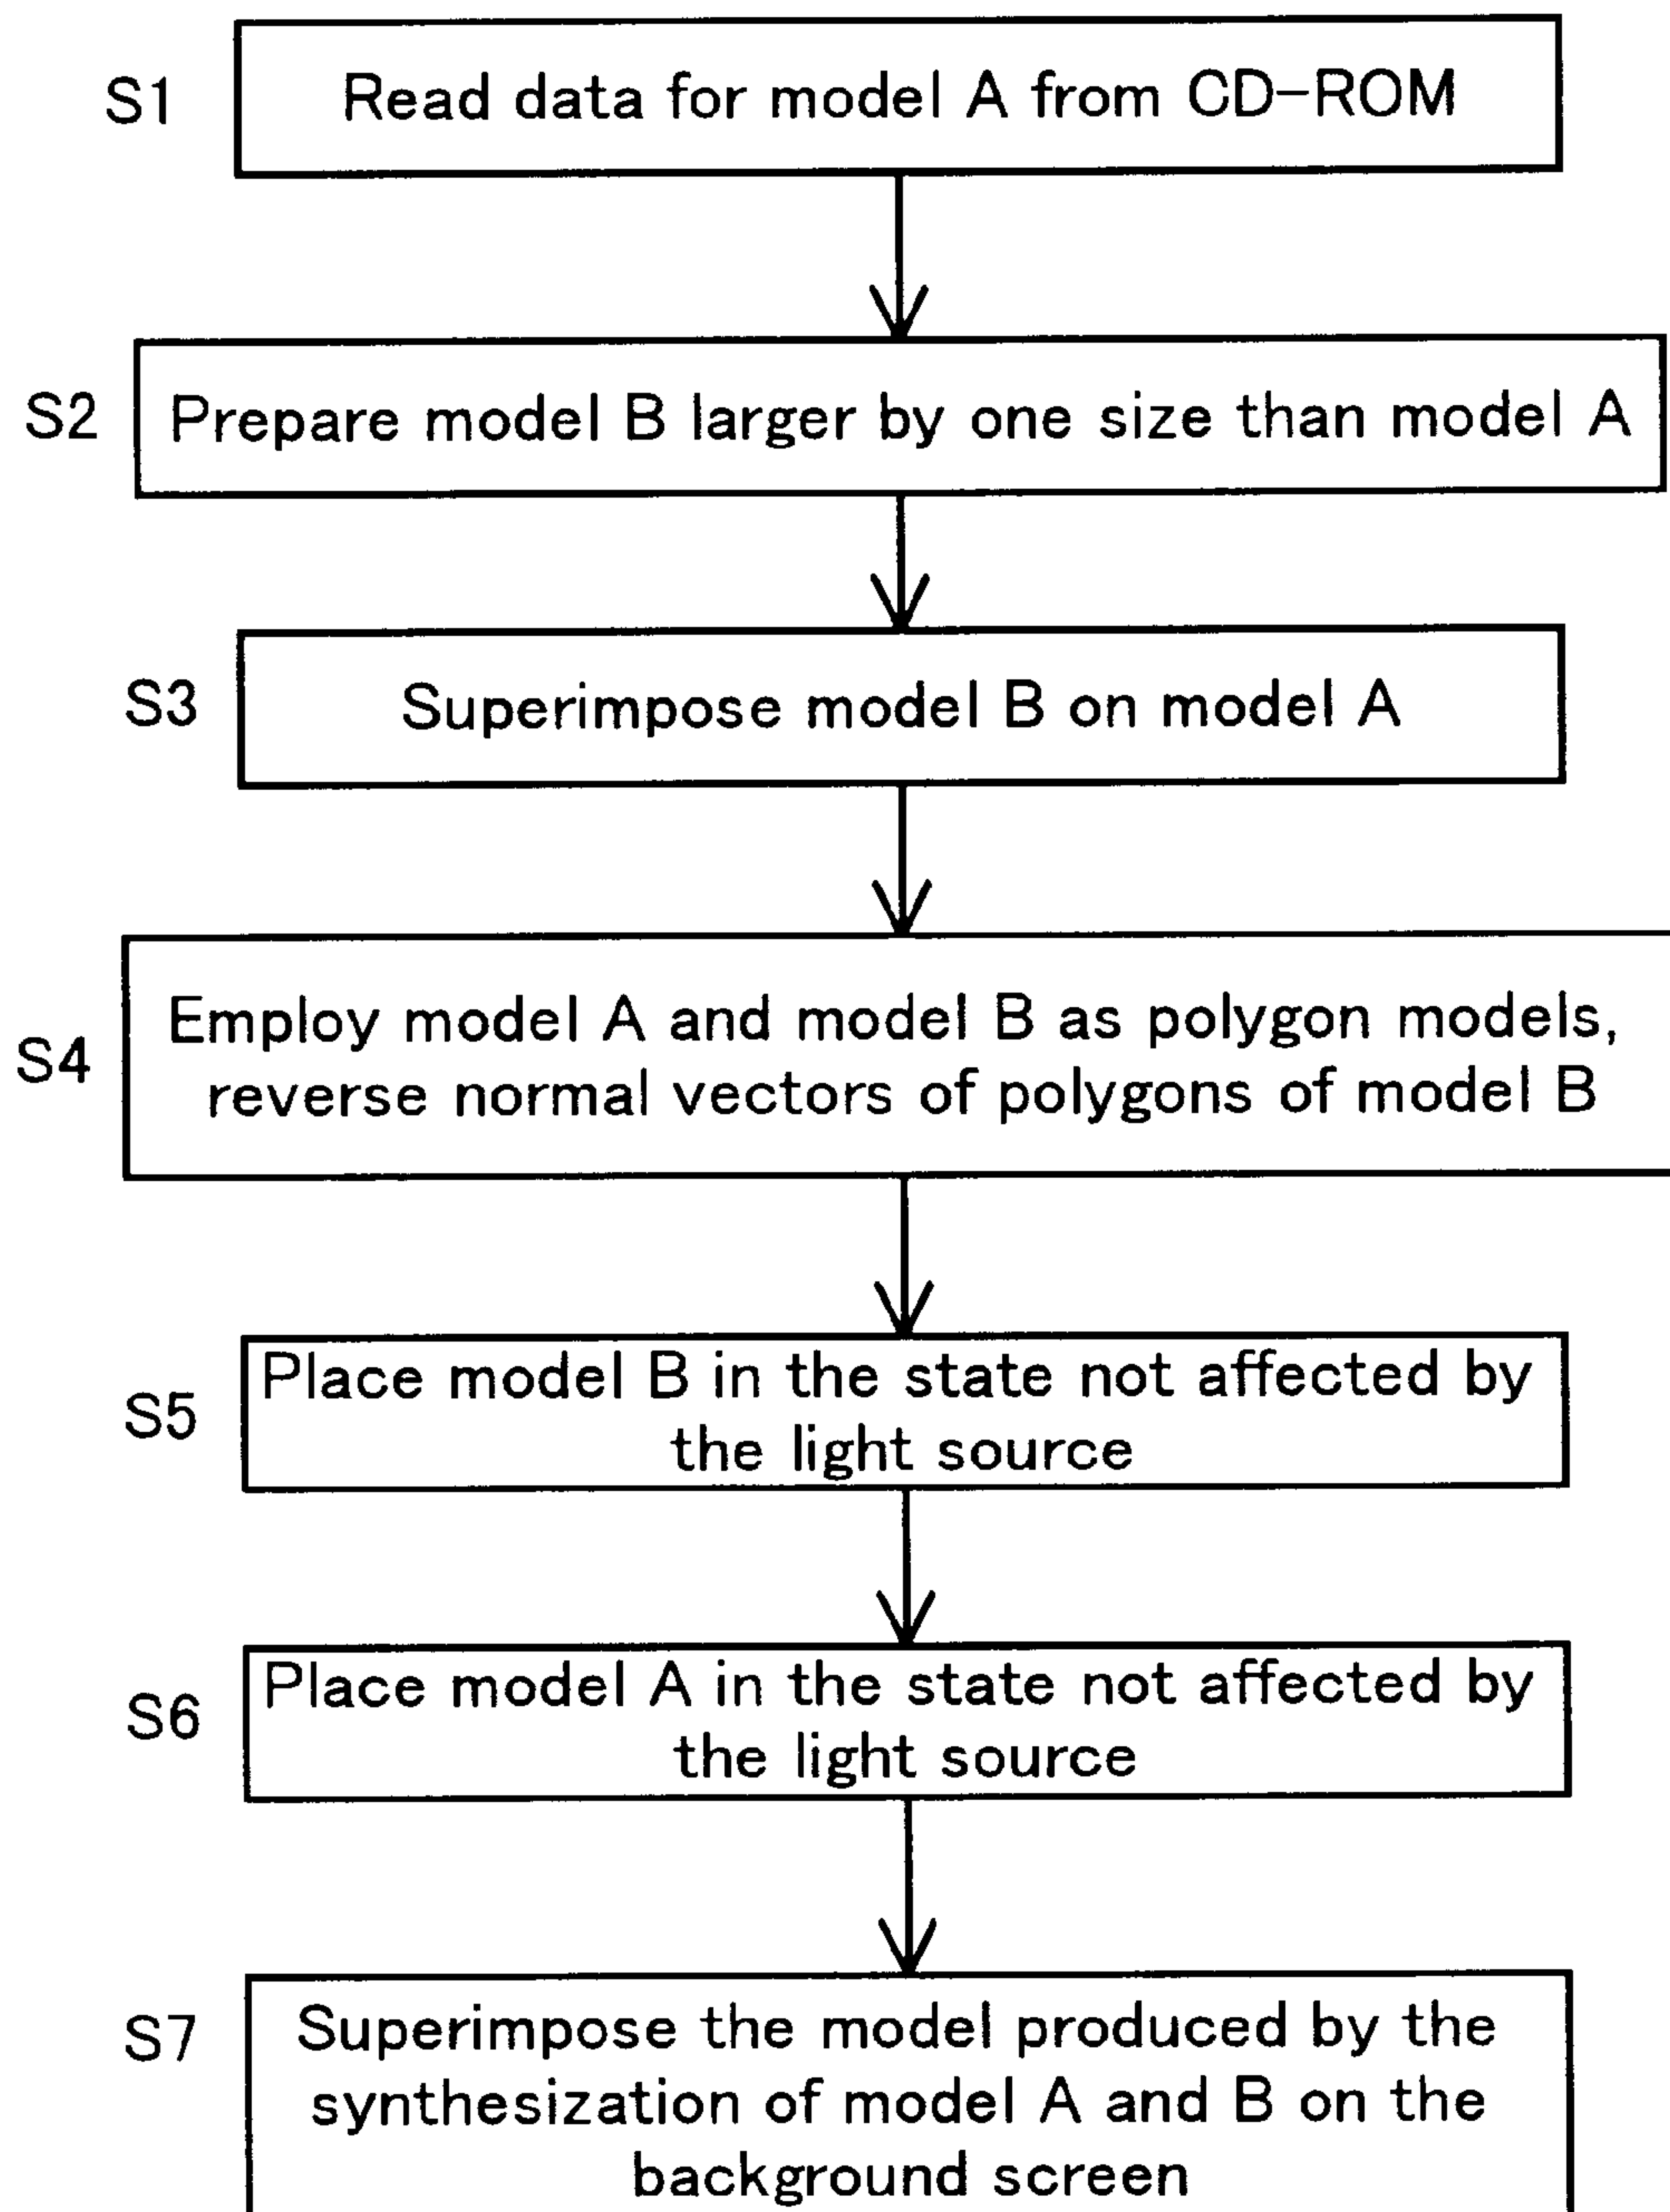 S1
Read data for model A from CD-ROM
S2
Prepare model B larger by one size than model A
S3
Superimpose model B on model A
S4
Employ model A and model B as polygon models,
reverse normal vectors of polygons of model B
S5
Place model B in the state not affected by
the light source
S6
Place model A in the state not affected by
the light source
S7
Superimpose the model produced by the
synthesization of model A and B on the
background screen